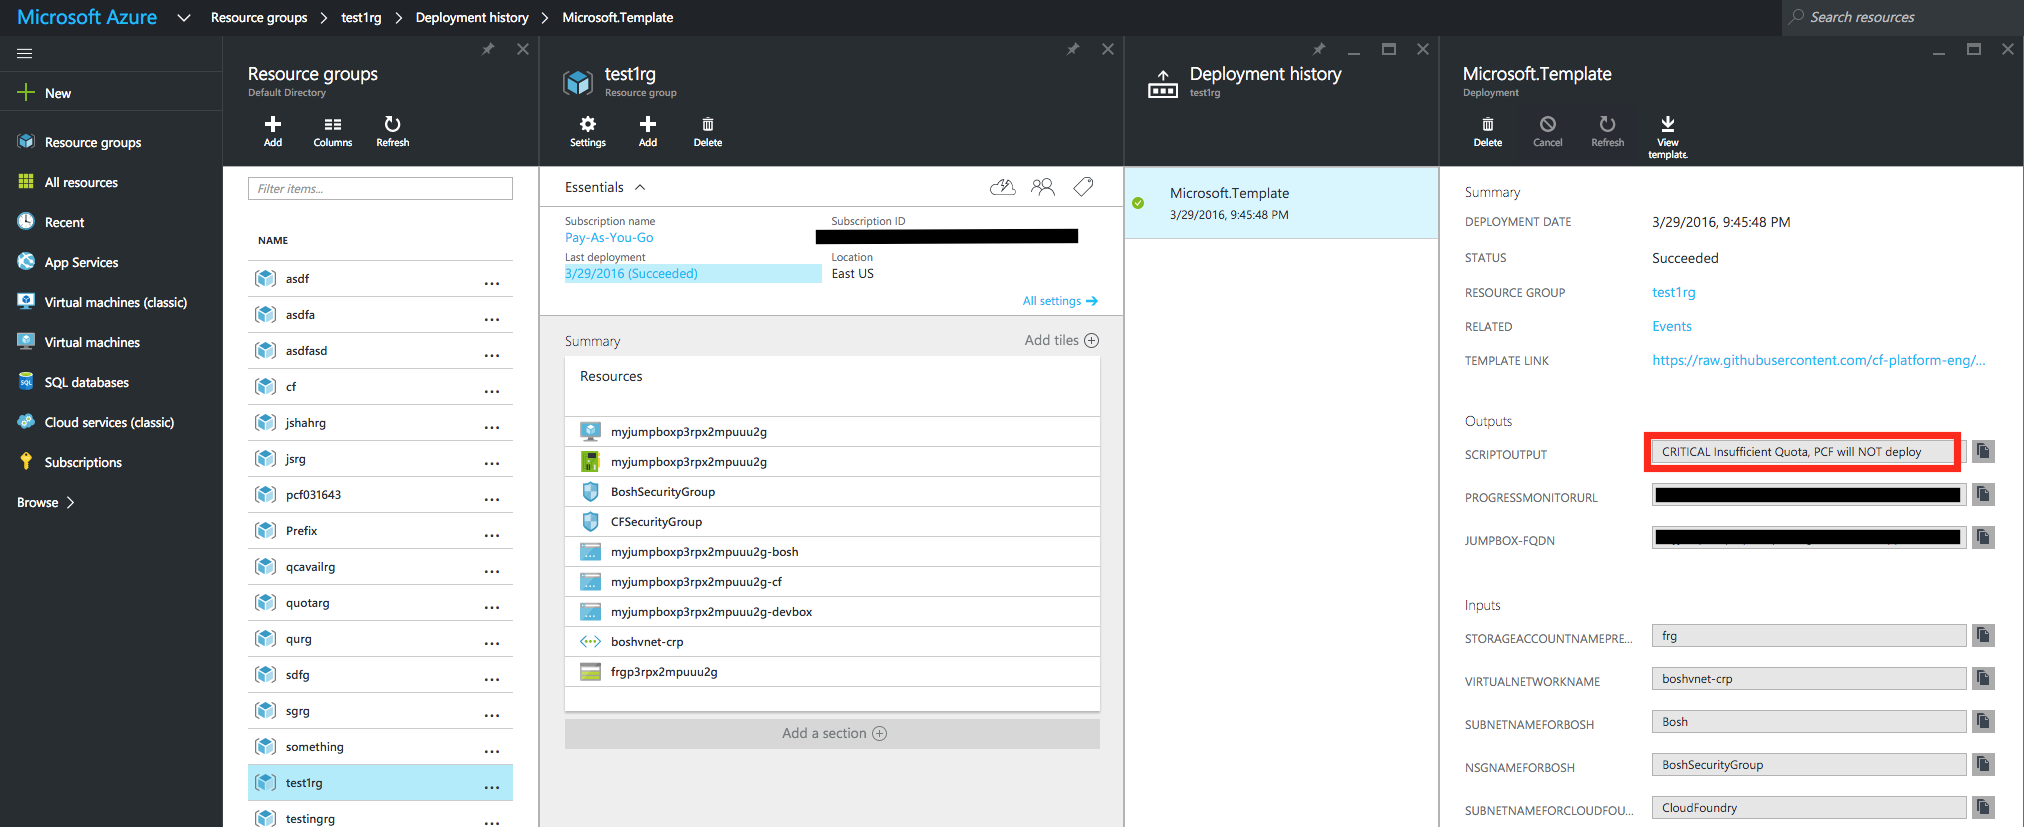 Microsoft Azure
Resource groups
test1rg
Deployment history
Microsoft.Template
Search resources
New
Resource groups
All resources
Recent
App Services
Virtual machines (classic)
Virtual machines
SQL databases
Cloud services (classic)
Subscriptions
Browse
Resource groups
Default Directory
Add
Columns
Refresh
Filter items...
NAME
asdf
asdfa
asdfasd
cf
jshahrg
jsrg
pcf031643
Prefix
qcavailrg
quotarg
qurg
sdfg
sgrg
something
test1rg
testingrg
test1rg
Resource group
Settings
Add
Delete
Essentials
Subscription name
Pay-As-You-Go
Subscription ID
Last deployment
3/29/2016 (Succeeded)
Location
East US
All settings
Summary
Add tiles
Resources
myjumpboxp3rpx2mpuuu2g
myjumpboxp3rpx2mpuuu2g
BoshSecurityGroup
CFSecurityGroup
myjumpboxp3rpx2mpuuu2g-bosh
myjumpboxp3rpx2mpuuu2g-cf
myjumpboxp3rpx2mpuuu2g-devbox
boshvnet-crp
frgp3rpx2mpuuu2g
Add a section
Deployment history
test1rg
Microsoft.Template
3/29/2016, 9:45:48 PM
Microsoft.Template
Deployment
Delete
Cancel
Refresh
View
template.
Summary
DEPLOYMENT DATE
3/29/2016, 9:45:48 PM
STATUS
Succeeded
RESOURCE GROUP
test1rg
RELATED
Events
TEMPLATE LINK
https://raw.githubusercontent.com/cf-platform-eng/...
Outputs
SCRIPTOUTPUT
CRITICAL Insufficient Quota, PCF will NOT deploy
PROGRESSMONITORURL
JUMPBOX-FQDN
Inputs
STORAGEACCOUNTNAMEPRE...
frg
VIRTUALNETWORKNAME
boshvnet-crp
SUBNETNAMEFORBOSH
Bosh
NSGNAMEFORBOSH
BoshSecurityGroup
SUBNETNAMEFORCLOUDFOU...
CloudFoundry